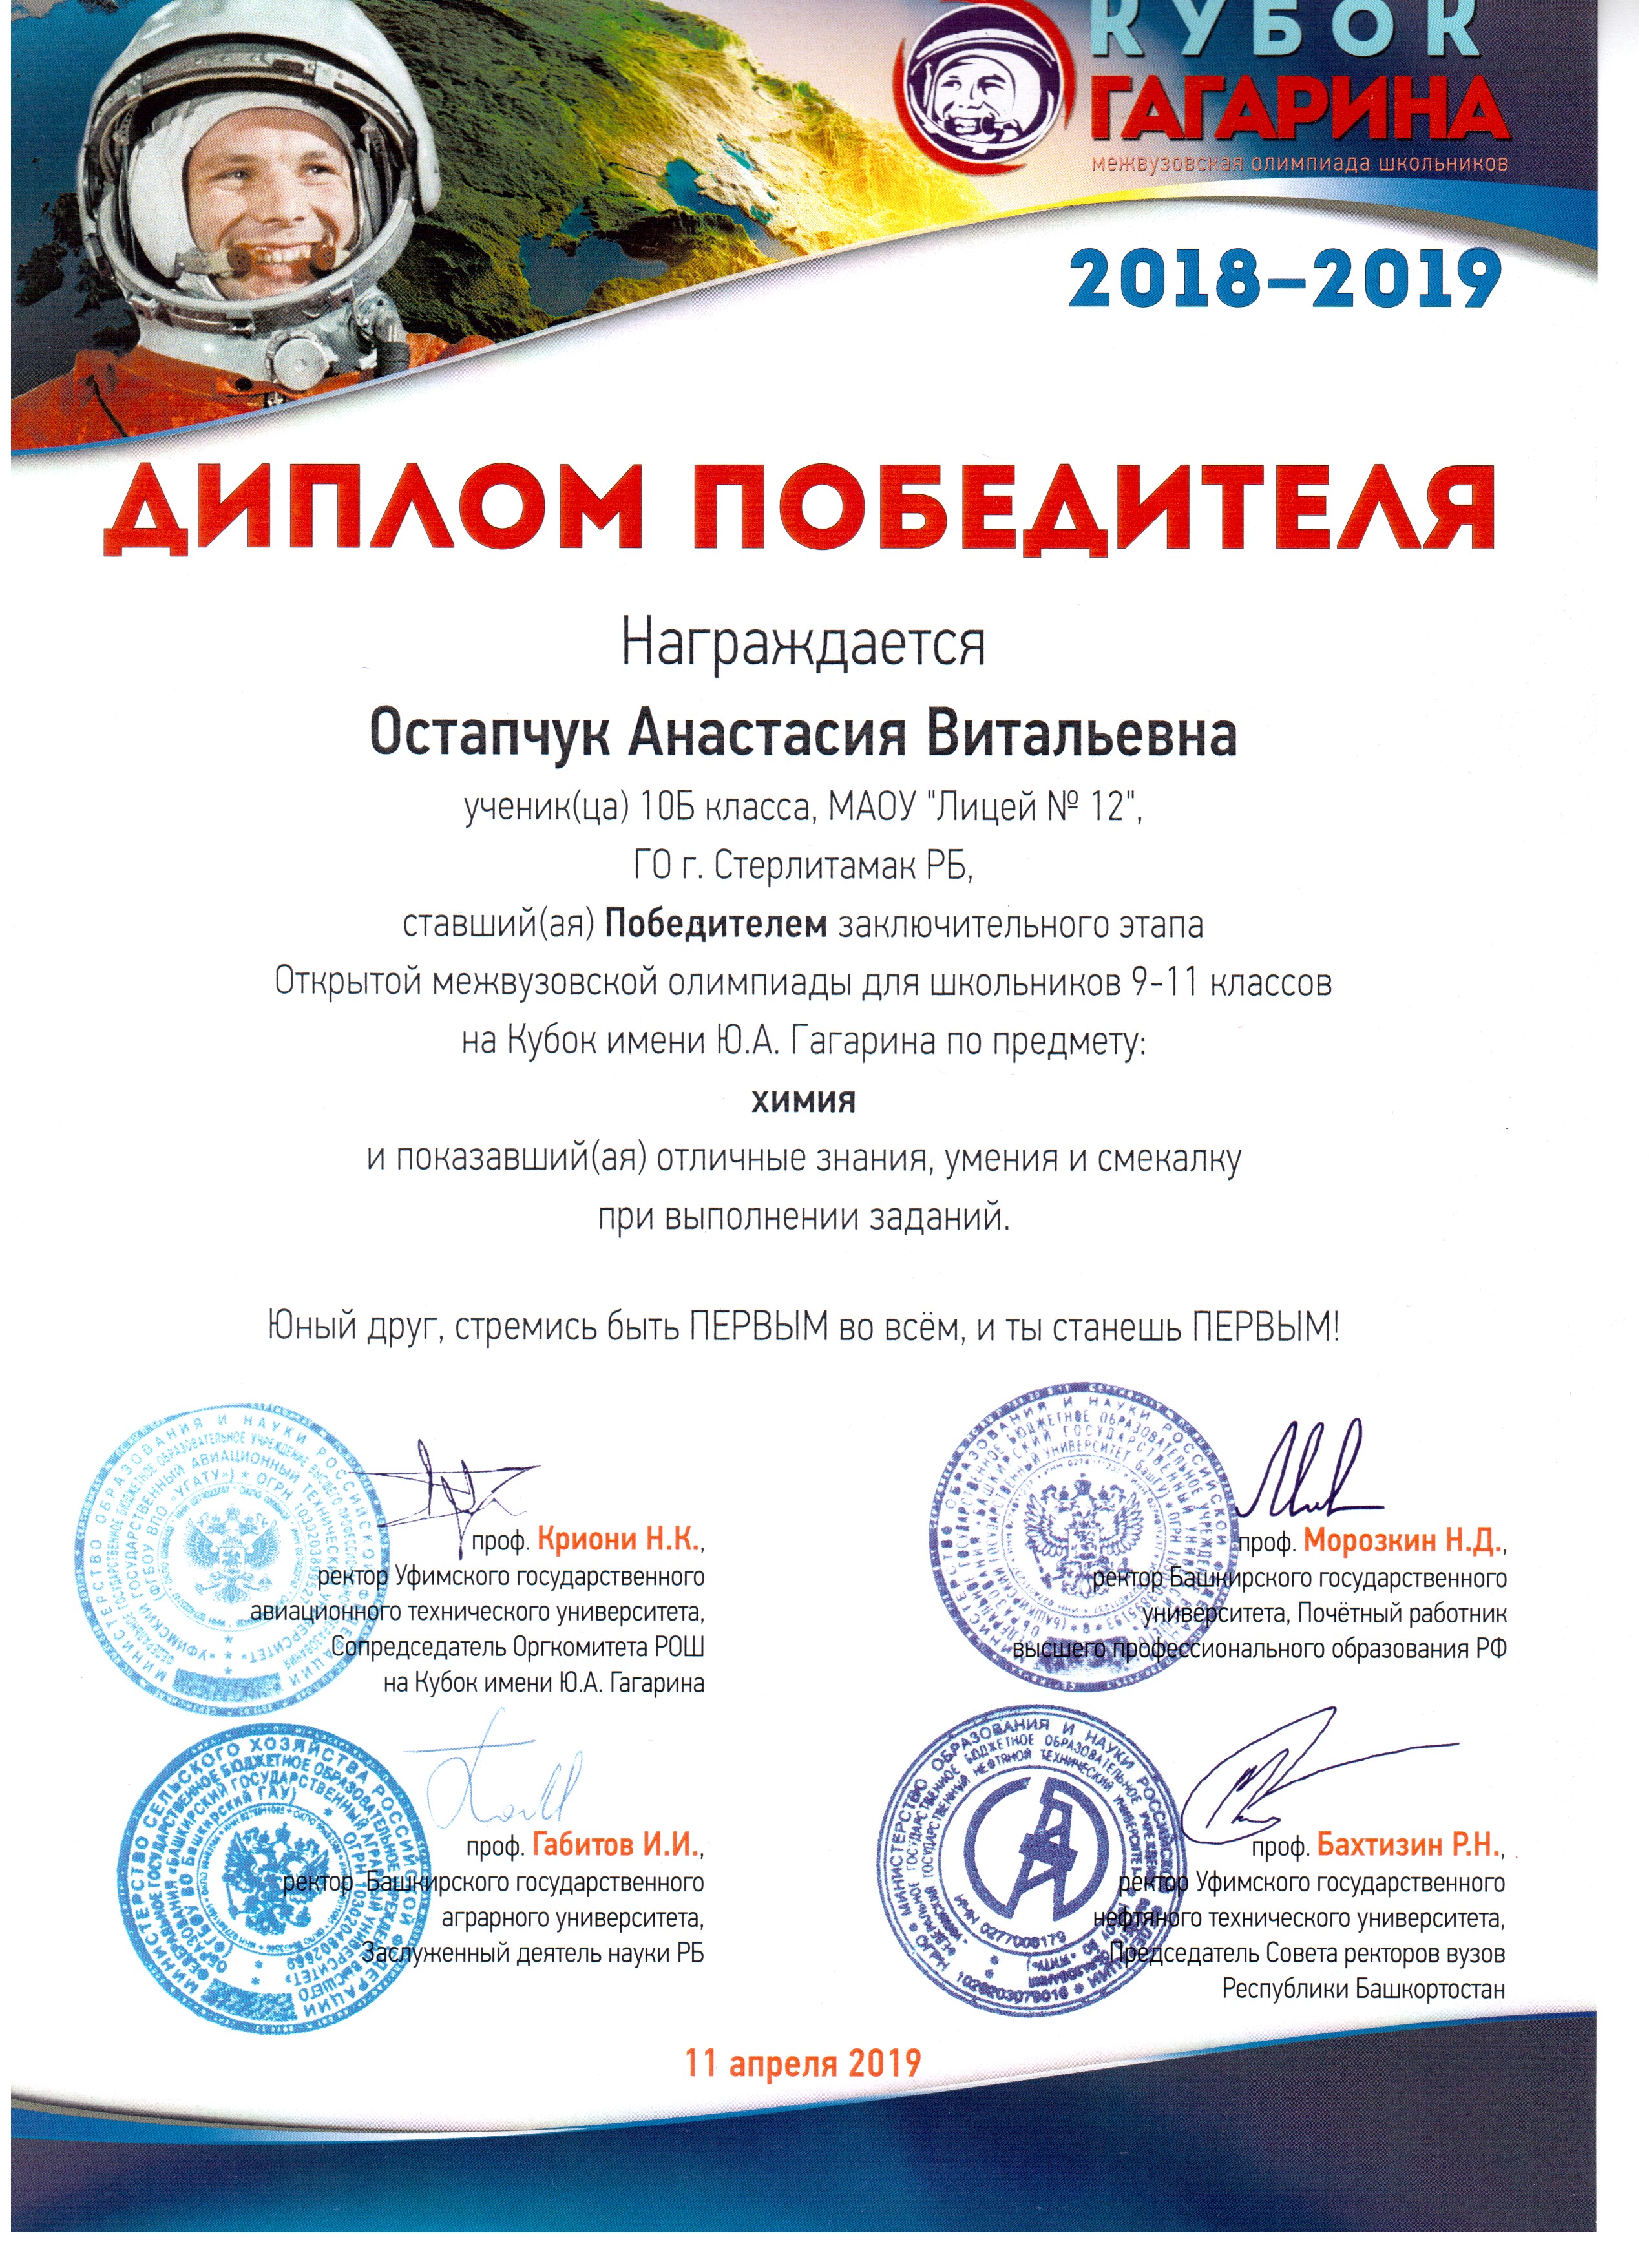 КУБОК
ГАГАРИНА
межвузовская олимпиада школьников
2018–2019
ДИПЛОМ ПОБЕДИТЕЛЯ
Награждается
Остапчук Анастасия Витальевна
ученик(ца) 10Б класса, МАОУ "Лицей № 12",
ГО г. Стерлитамак РБ,
ставший(ая) Победителем заключительного этапа
Открытой межвузовской олимпиады для школьников 9-11 классов
на Кубок имени Ю.А. Гагарина по предмету:
химия
и показавший(ая) отличные знания, умения и смекалку
при выполнении заданий.
Юный друг, стремись быть ПЕРВЫМ во всём, и ты станешь ПЕРВЫМ!
проф. Криони Н.К.,
ректор Уфимского государственного
авиационного технического университета,
Сопредседатель Оргкомитета РОШ
на Кубок имени Ю.А. Гагарина
проф. Морозкин Н.Д.,
ректор Башкирского государственного
университета, Почётный работник
высшего профессионального образования РФ
проф. Габитов И.И.,
ректор Башкирского государственного
аграрного университета,
Заслуженный деятель науки РБ
проф. Бахтизин Р.Н.,
ректор Уфимского государственного
нефтяного технического университета,
Председатель Совета ректоров вузов
Республики Башкортостан
11 апреля 2019